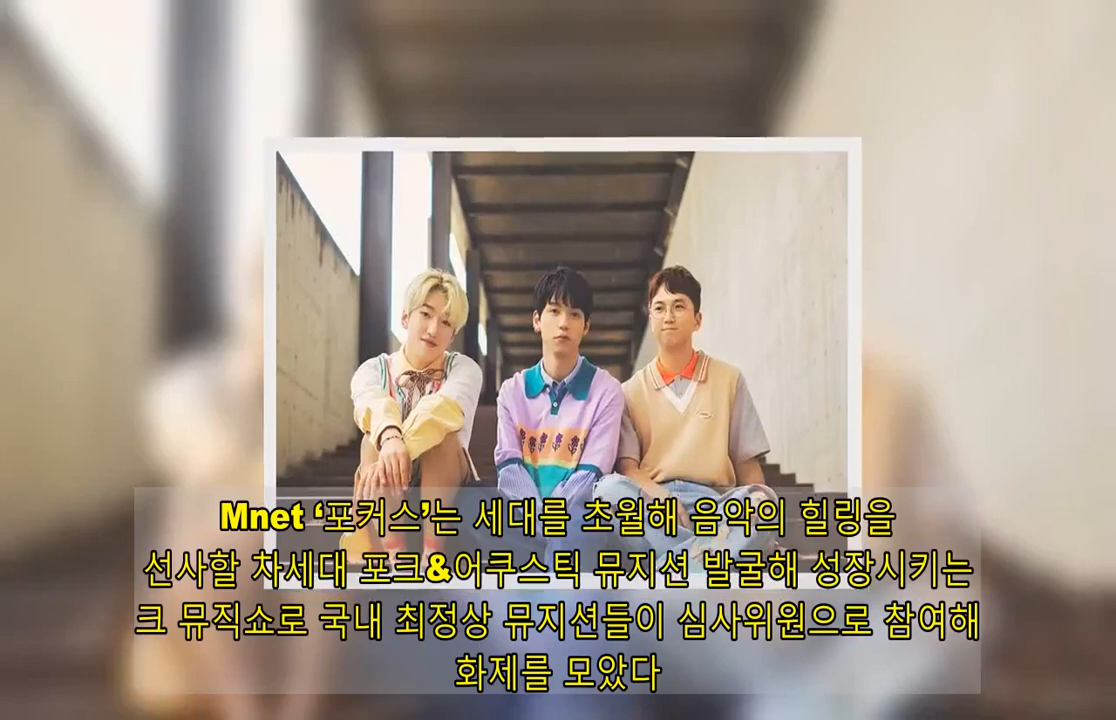 Mnet ‘포커스’는 세대를 초월해 음악의 힐링을
선사할 차세대 포크&어쿠스틱 뮤지션 발굴해 성장시키는
크 뮤직쇼로 국내 최정상 뮤지션들이 심사위원으로 참여해
화제를 모았다